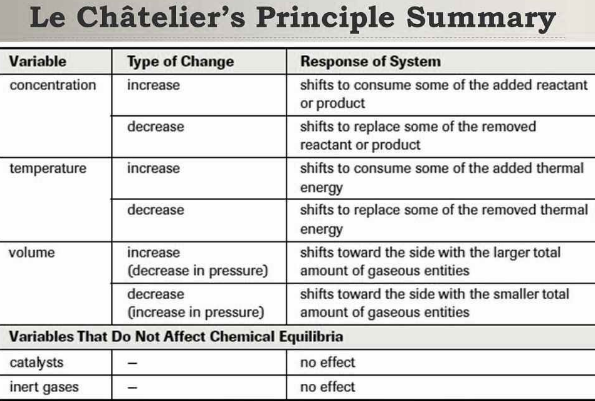 Le Châtelier's Principle Summary
Variable Type of Change Response of System
concentration increase shifts to consume some of the added reactant
or product
decrease shifts to replace some of the removed
reactant or product
temperature increase shifts to consume some of the added thermal
energy
decrease shifts to replace some of the removed thermal
energy
volume increase shifts toward the side with the larger total
(decrease in pressure) amount of gaseous entities
decrease shifts toward the side with the smaller total
(increase in pressure) amount of gaseous entities
Variables That Do Not Affect Chemical Equilibria
catalysts – no effect
inert gases – no effect